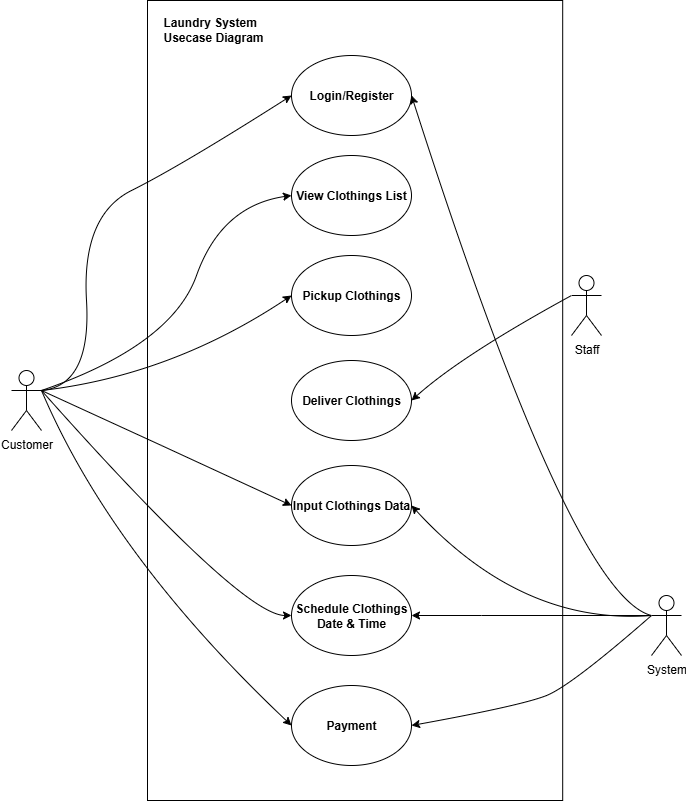 Laundry System
Usecase Diagram
Login/Register
View Clothings List
Pickup Clothings
Staff
Deliver Clothings
Customer
Input Clothings Data
Schedule Clothings
Date & Time
System
Payment